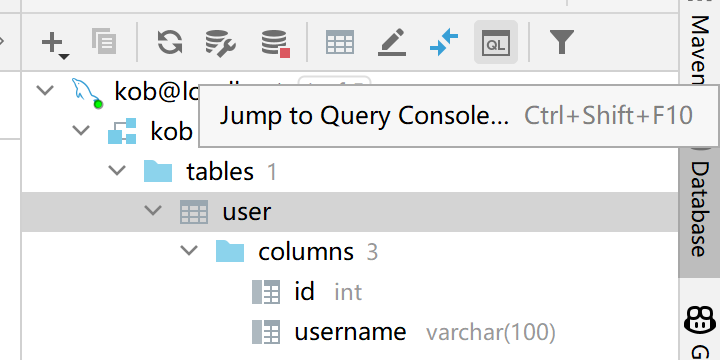 QL
kob@lo
Jump to Query Console... Ctrl+Shift+F10
kob
tables 1
user
columns 3
id int
username varchar(100)
Maven
Database